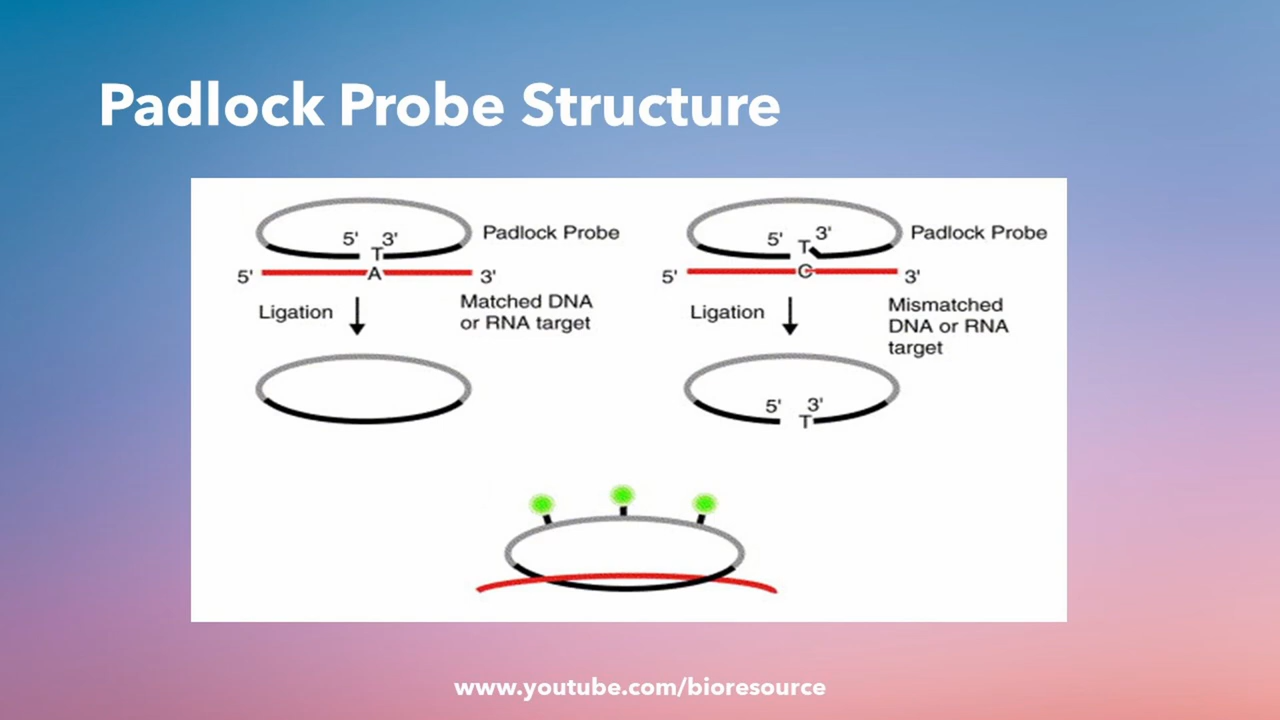 Padlock Probe Structure
5' 3' Padlock Probe
T
5' A 3'
Ligation
Matched DNA
or RNA target
5' 3' Padlock Probe
T
5' C 3'
Ligation
Mismatched
DNA or RNA
target
5' 3'
T
www.youtube.com/bioresource